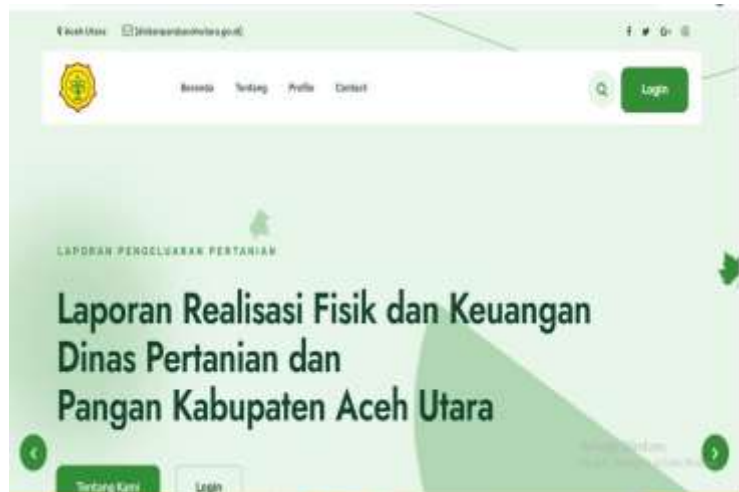 Aceh Utara
Beranda Tentang Profile Contact
Login
LAPORAN PENGELUARAN PERTANIAN
Laporan Realisasi Fisik dan Keuangan
Dinas Pertanian dan
Pangan Kabupaten Aceh Utara
Tentang Kami Login